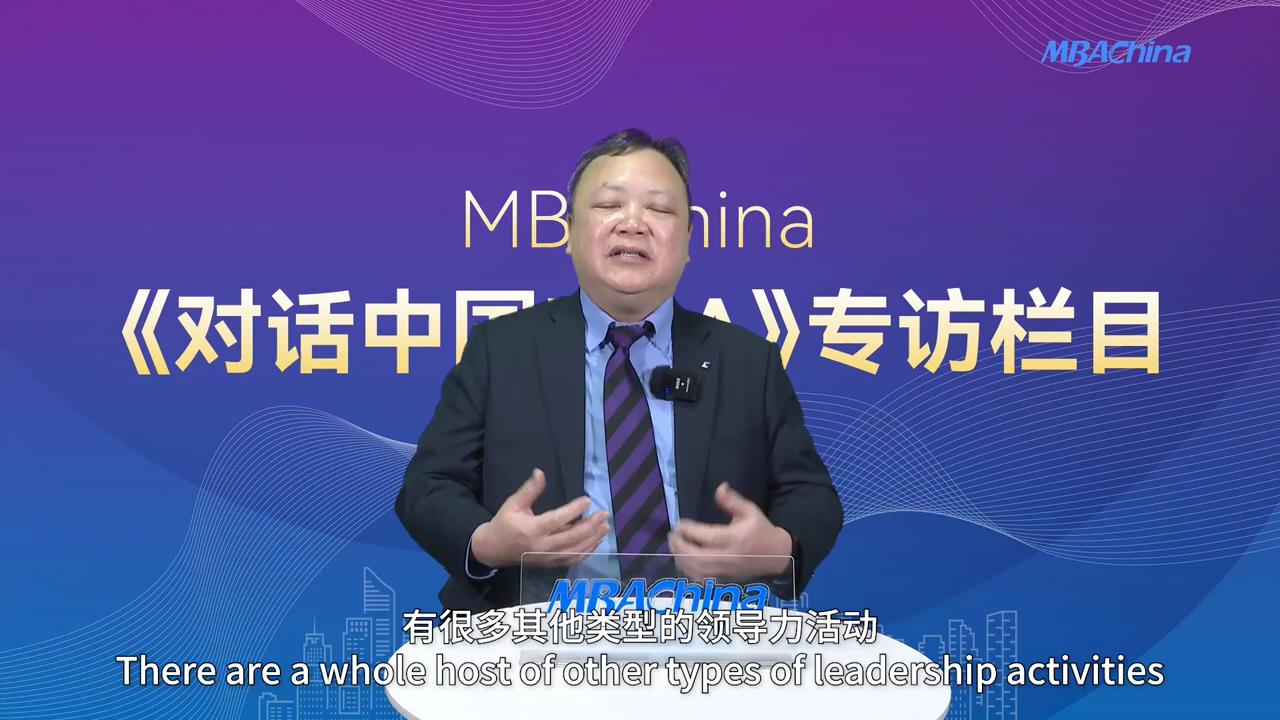 MBAChina
MB hina
《对话中国 A》专访栏目
MBAChina
有很多其他类型的领导力活动
There are a whole host of other types of leadership activities